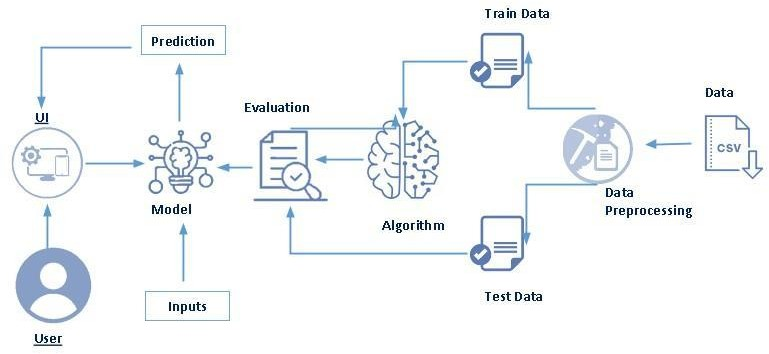 Train Data
Prediction
Data
Evaluation
UI
CSV
Model
Data
Preprocessing
Algorithm
Test Data
Inputs
User